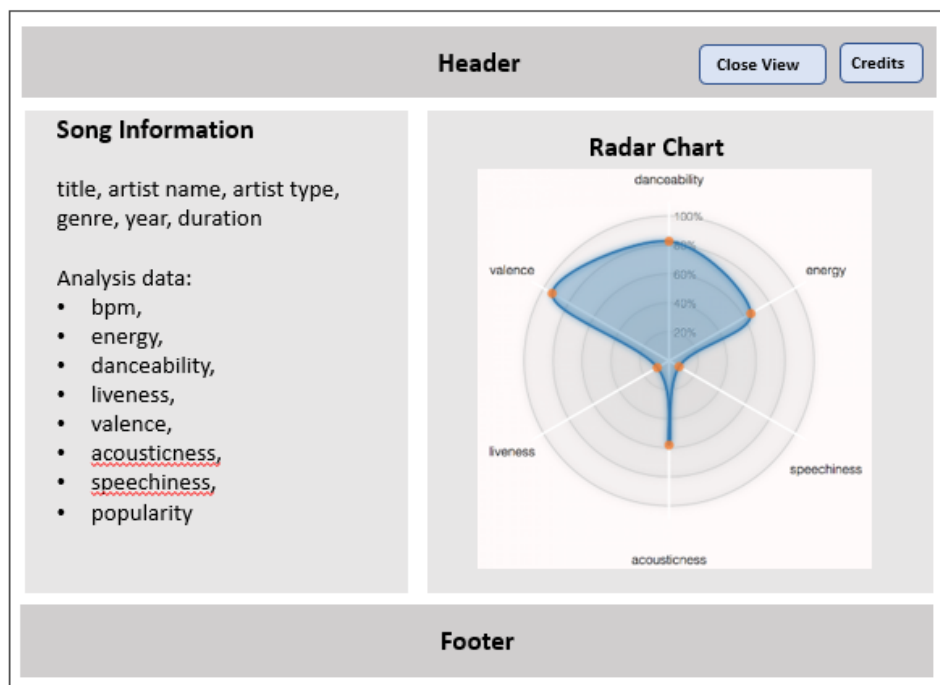 Header
Close View
Credits
Song Information
title, artist name, artist type,
genre, year, duration
Analysis data:
• bpm,
• energy,
• danceability,
• liveness,
• valence,
• acousticness,
• speechiness,
• popularity
Radar Chart
danceability
100%
80%
60%
40%
20%
valence
energy
liveness
speechiness
acousticness
Footer